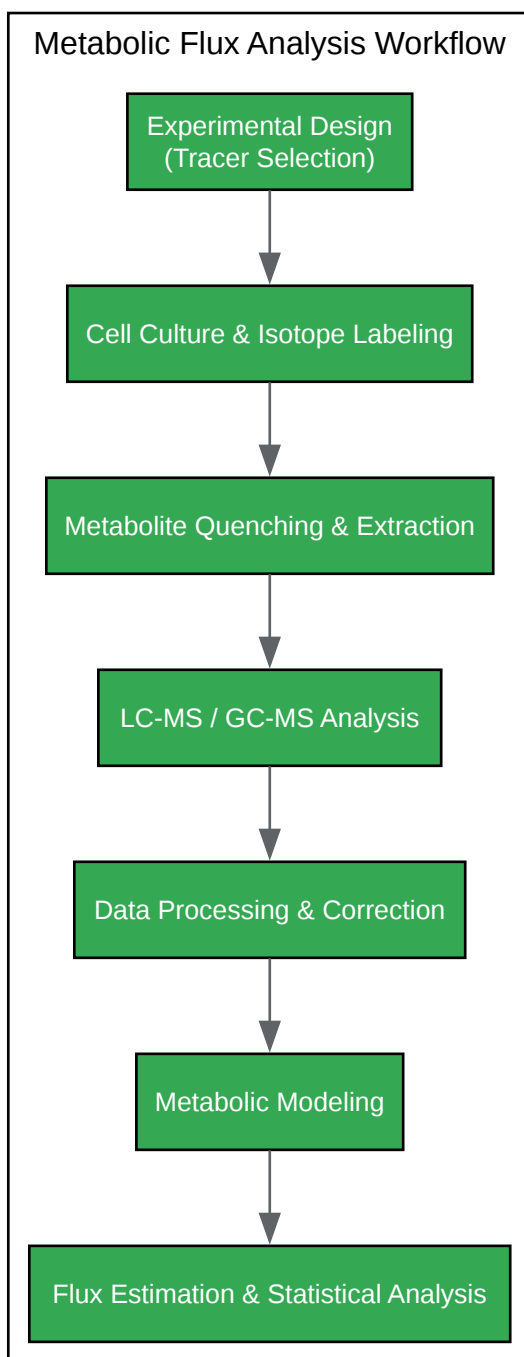 Metabolic Flux Analysis Workflow
Experimental Design
(Tracer Selection)
Cell Culture & Isotope Labeling
Metabolite Quenching & Extraction
LC-MS / GC-MS Analysis
Data Processing & Correction
Metabolic Modeling
Flux Estimation & Statistical Analysis